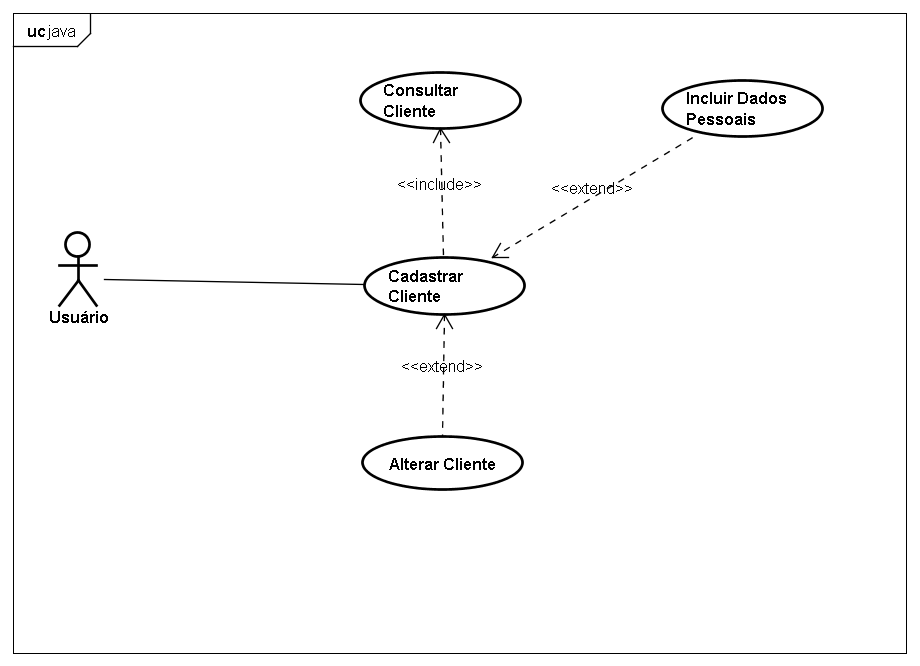 uc java
Consultar
Cliente
Incluir Dados
Pessoais
<<include>>
<<extend>>
Cadastrar
Cliente
Usuário
<<extend>>
Alterar Cliente